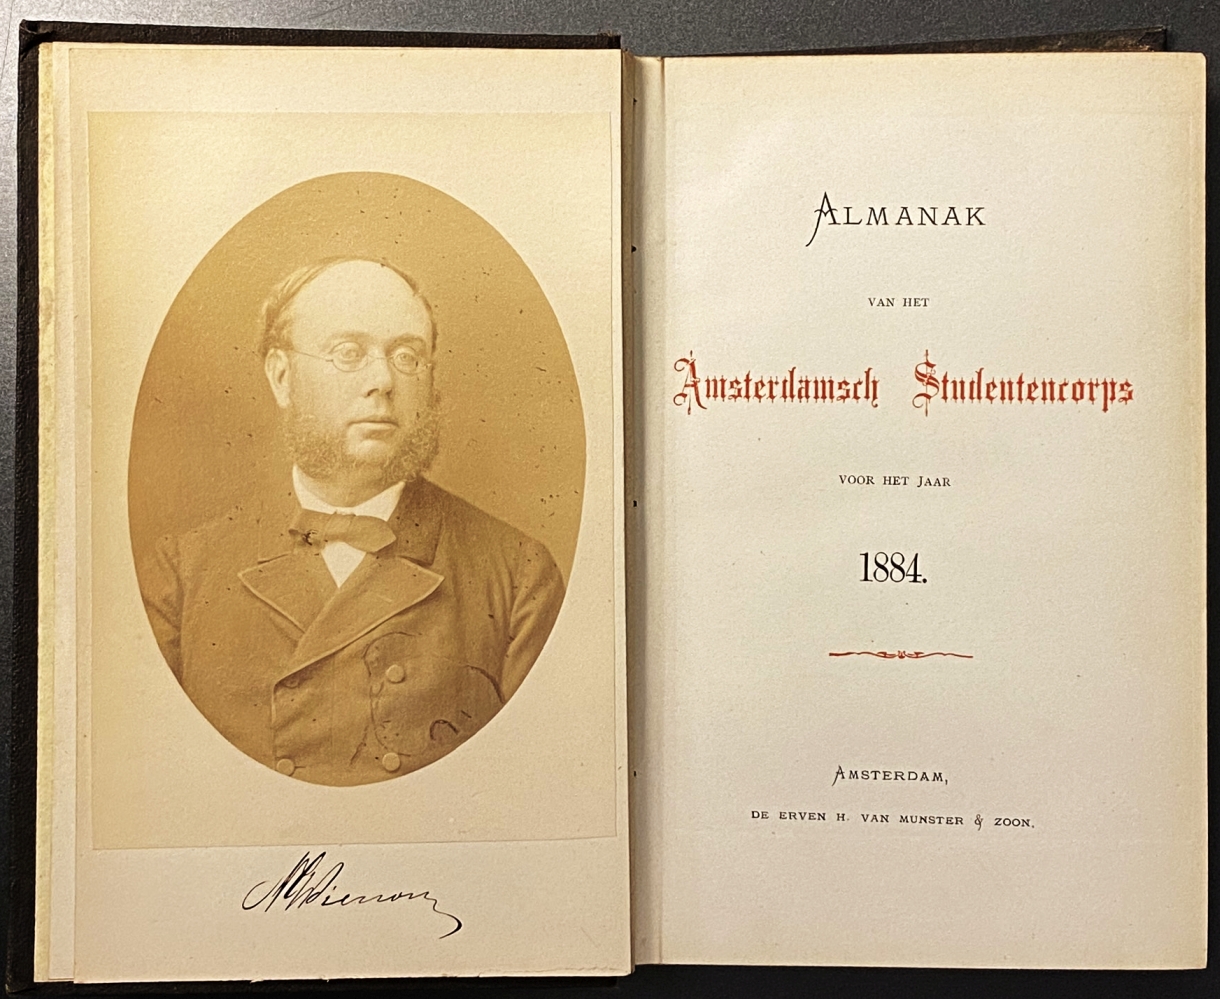 ALMANAK
VAN HET
Amsterdamsch Studentencorps
VOOR HET JAAR
1884.
AMSTERDAM,
DE ERVEN H. VAN MUNSTER & ZOON.